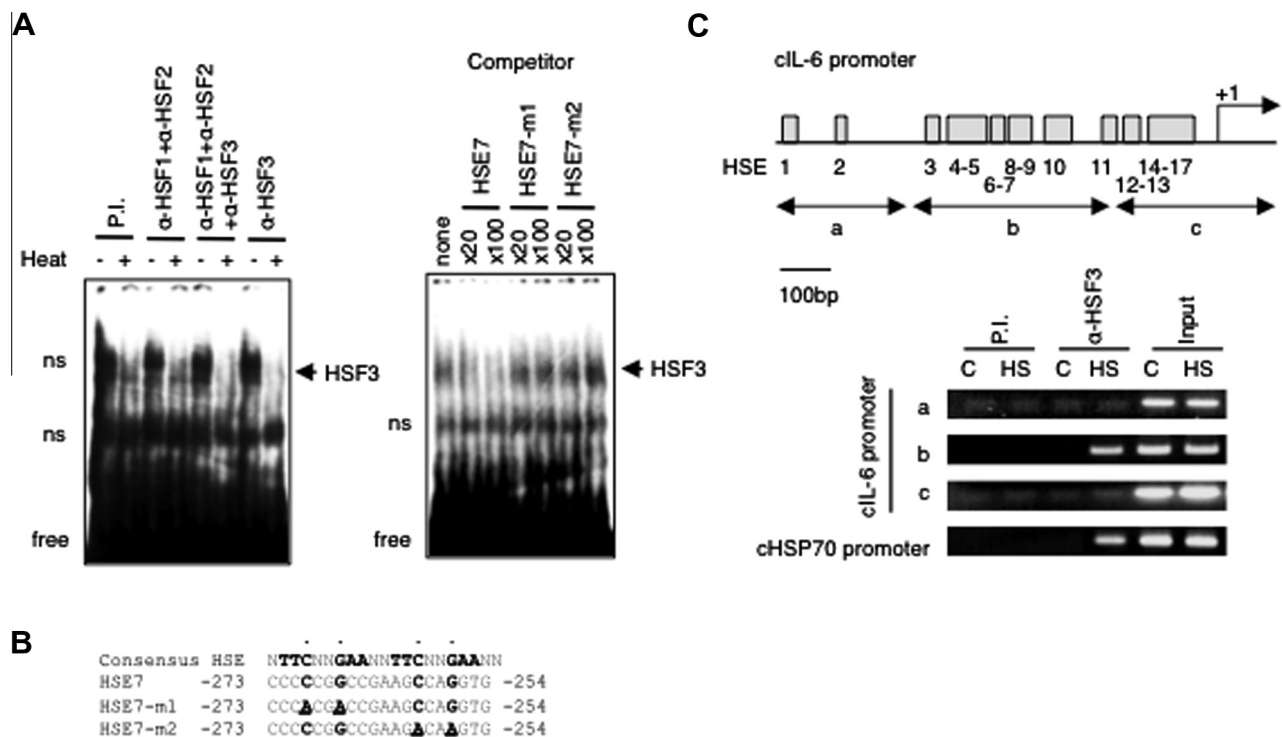 A
P.I.
α-HSF1+α-HSF2
α-HSF1+α-HSF2
+α-HSF3
α-HSF3
Heat - + - + - + - +
ns
ns
free
HSF3
Competitor
HSE7
HSE7-m1
HSE7-m2
none
x20
x100
x20
x100
x20
x100
ns
free
HSF3
B
Consensus HSE NTTCNNGAANNTTCNNGAANN
HSE7 -273 CCCCCGGCCGAAGCCAGGTG -254
HSE7-m1 -273 CCCACGACCGAAGCCAGGTG -254
HSE7-m2 -273 CCCCCGGCCGAAGACAAGTG -254
C
cIL-6 promoter
+1
HSE 1 2 3 4-5 8-9 10 11 14-17
6-7 12-13
a b c
100bp
P.I.
α-HSF3
Input
C HS C HS C HS
cIL-6 promoter
a
b
c
cHSP70 promoter